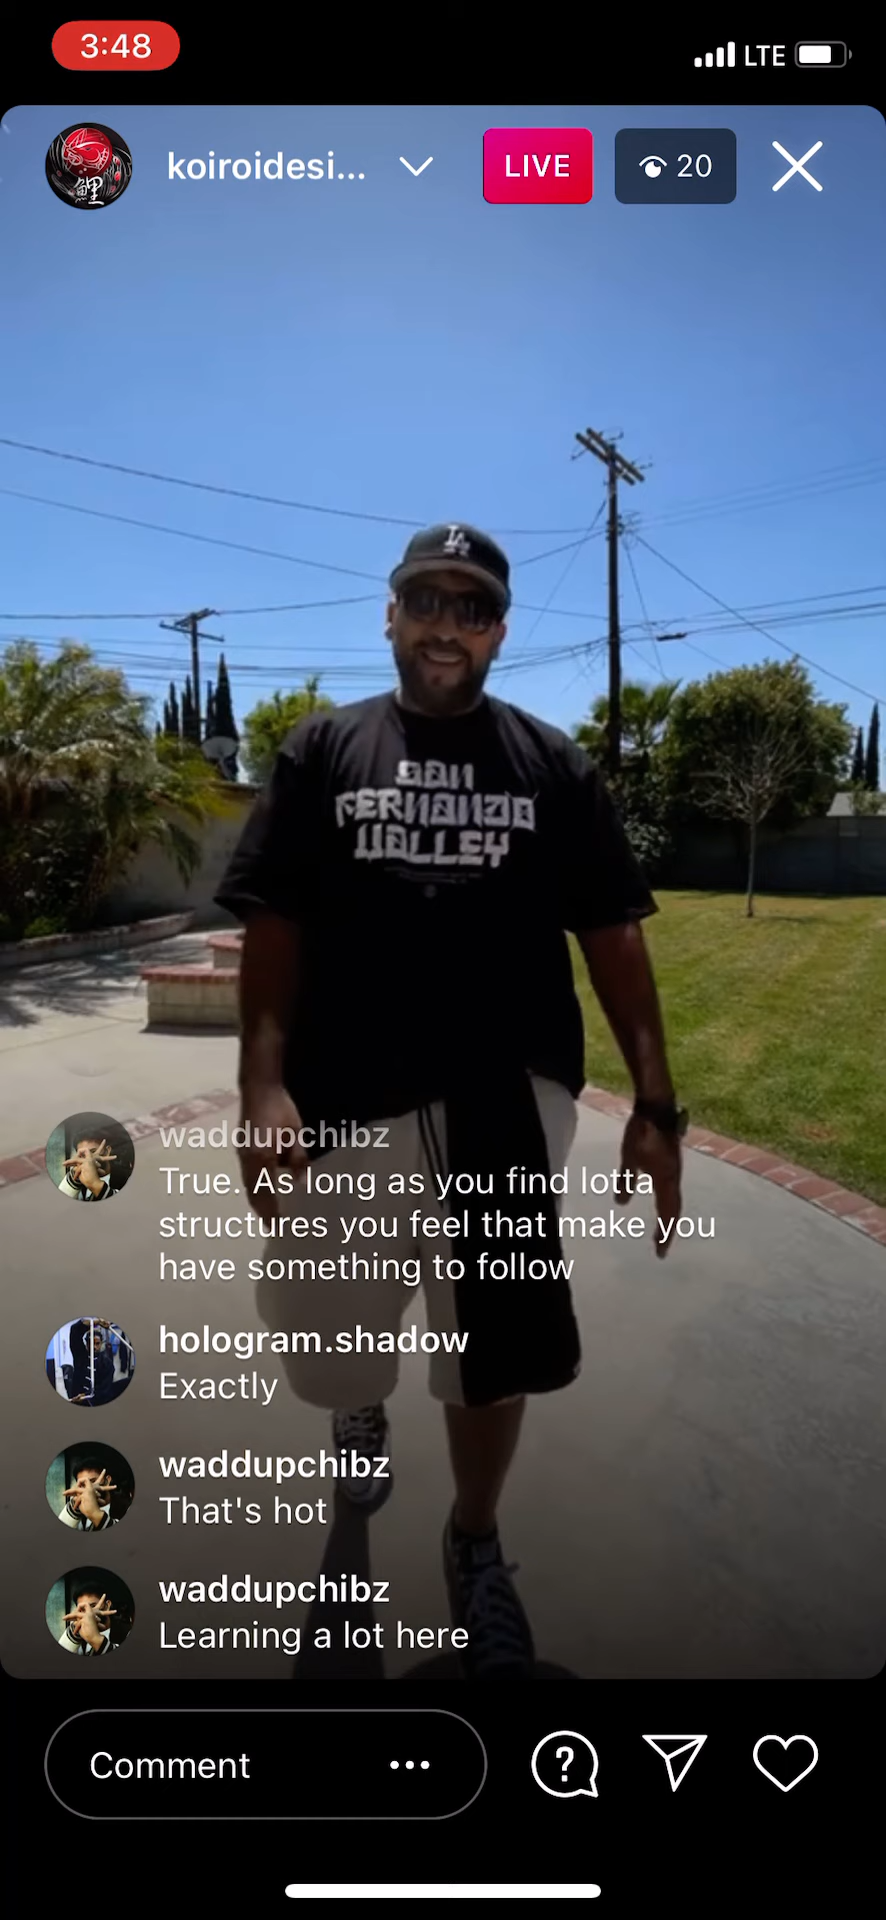 3:48
LTE
koiroidesi...
LIVE
20
鯉
LA
SAN
FERNANDO
VALLEY
waddupchibz
True. As long as you find lotta
structures you feel that make you
have something to follow
hologram.shadow
Exactly
waddupchibz
That's hot
waddupchibz
Learning a lot here
Comment